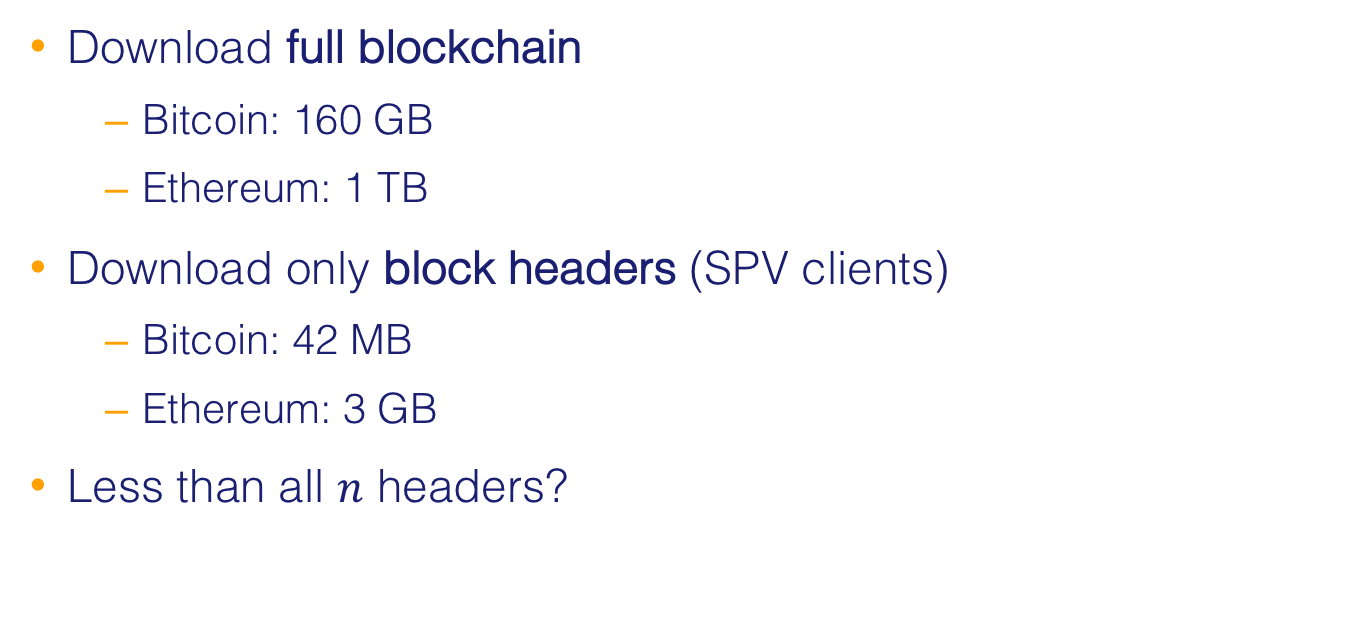 • Download full blockchain
– Bitcoin: 160 GB
– Ethereum: 1 TB
• Download only block headers (SPV clients)
– Bitcoin: 42 MB
– Ethereum: 3 GB
• Less than all n headers?